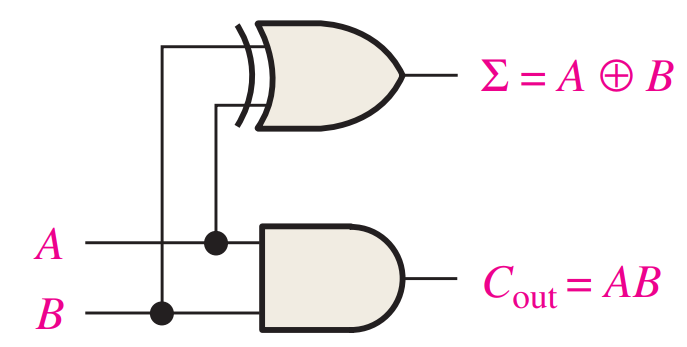 Σ = A ⊕ B
A
B
C_out = AB